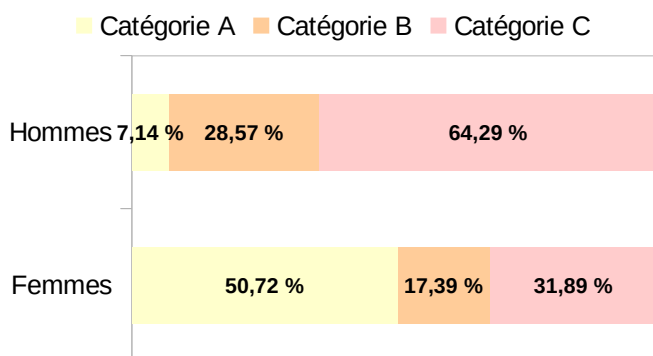 Catégorie A Catégorie B Catégorie C
Hommes 7,14 % 28,57 % 64,29 %
Femmes 50,72 % 17,39 % 31,89 %